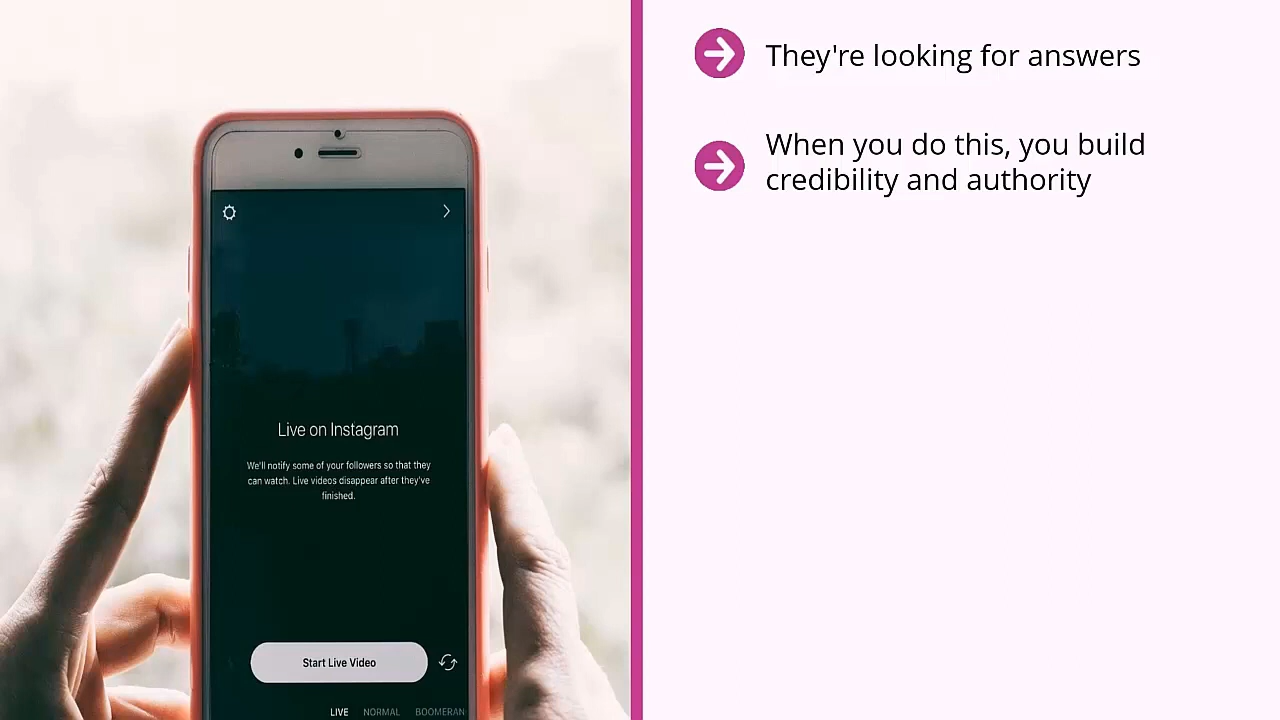 They're looking for answers
When you do this, you build
credibility and authority
Live on Instagram
We'll notify some of your followers so that they
can watch. Live videos disappear after they've
finished.
Start Live Video
LIVE NORMAL BOOMERAN